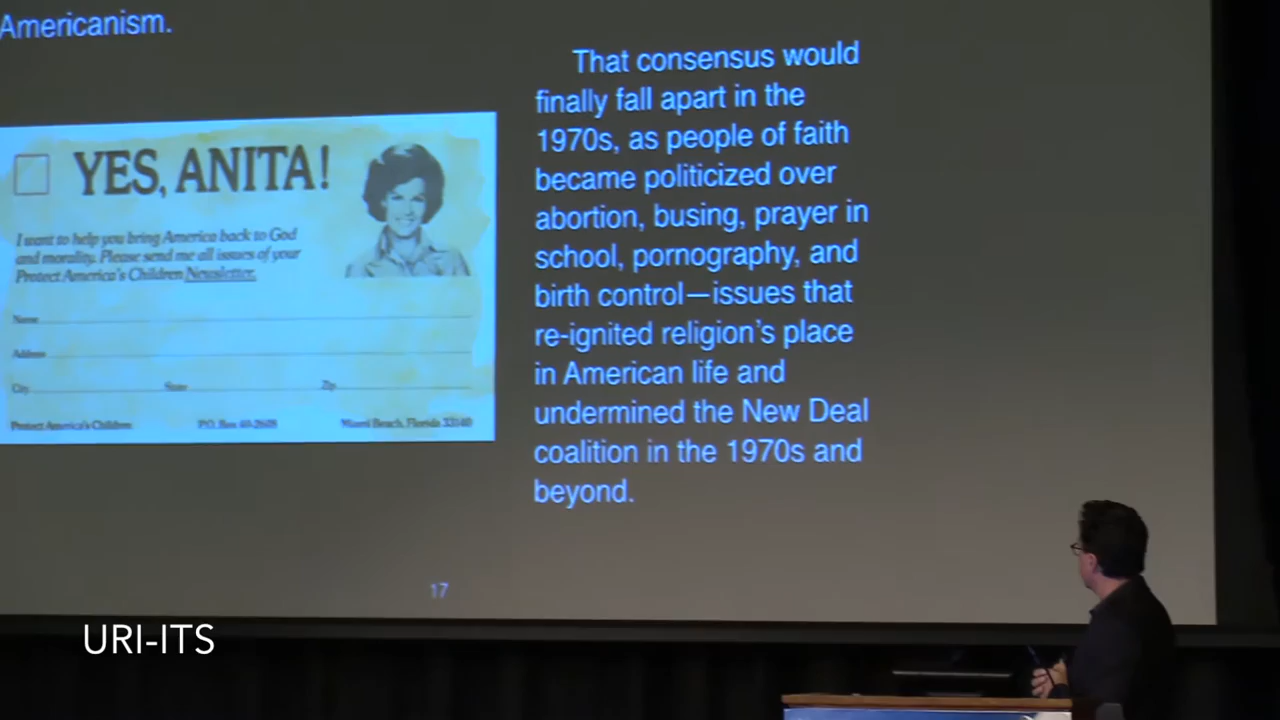 Americanism.
YES, ANITA!
I want to help you bring America back to God
and morality. Please send me all issues of your
Protect America's Children Newsletter.
Name
Address
City State Zip
Protect America's Children P.O. Box 40-2608 Miami Beach, Florida 33140
That consensus would
finally fall apart in the
1970s, as people of faith
became politicized over
abortion, busing, prayer in
school, pornography, and
birth control—issues that
re-ignited religion's place
in American life and
undermined the New Deal
coalition in the 1970s and
beyond.
17
URI-ITS